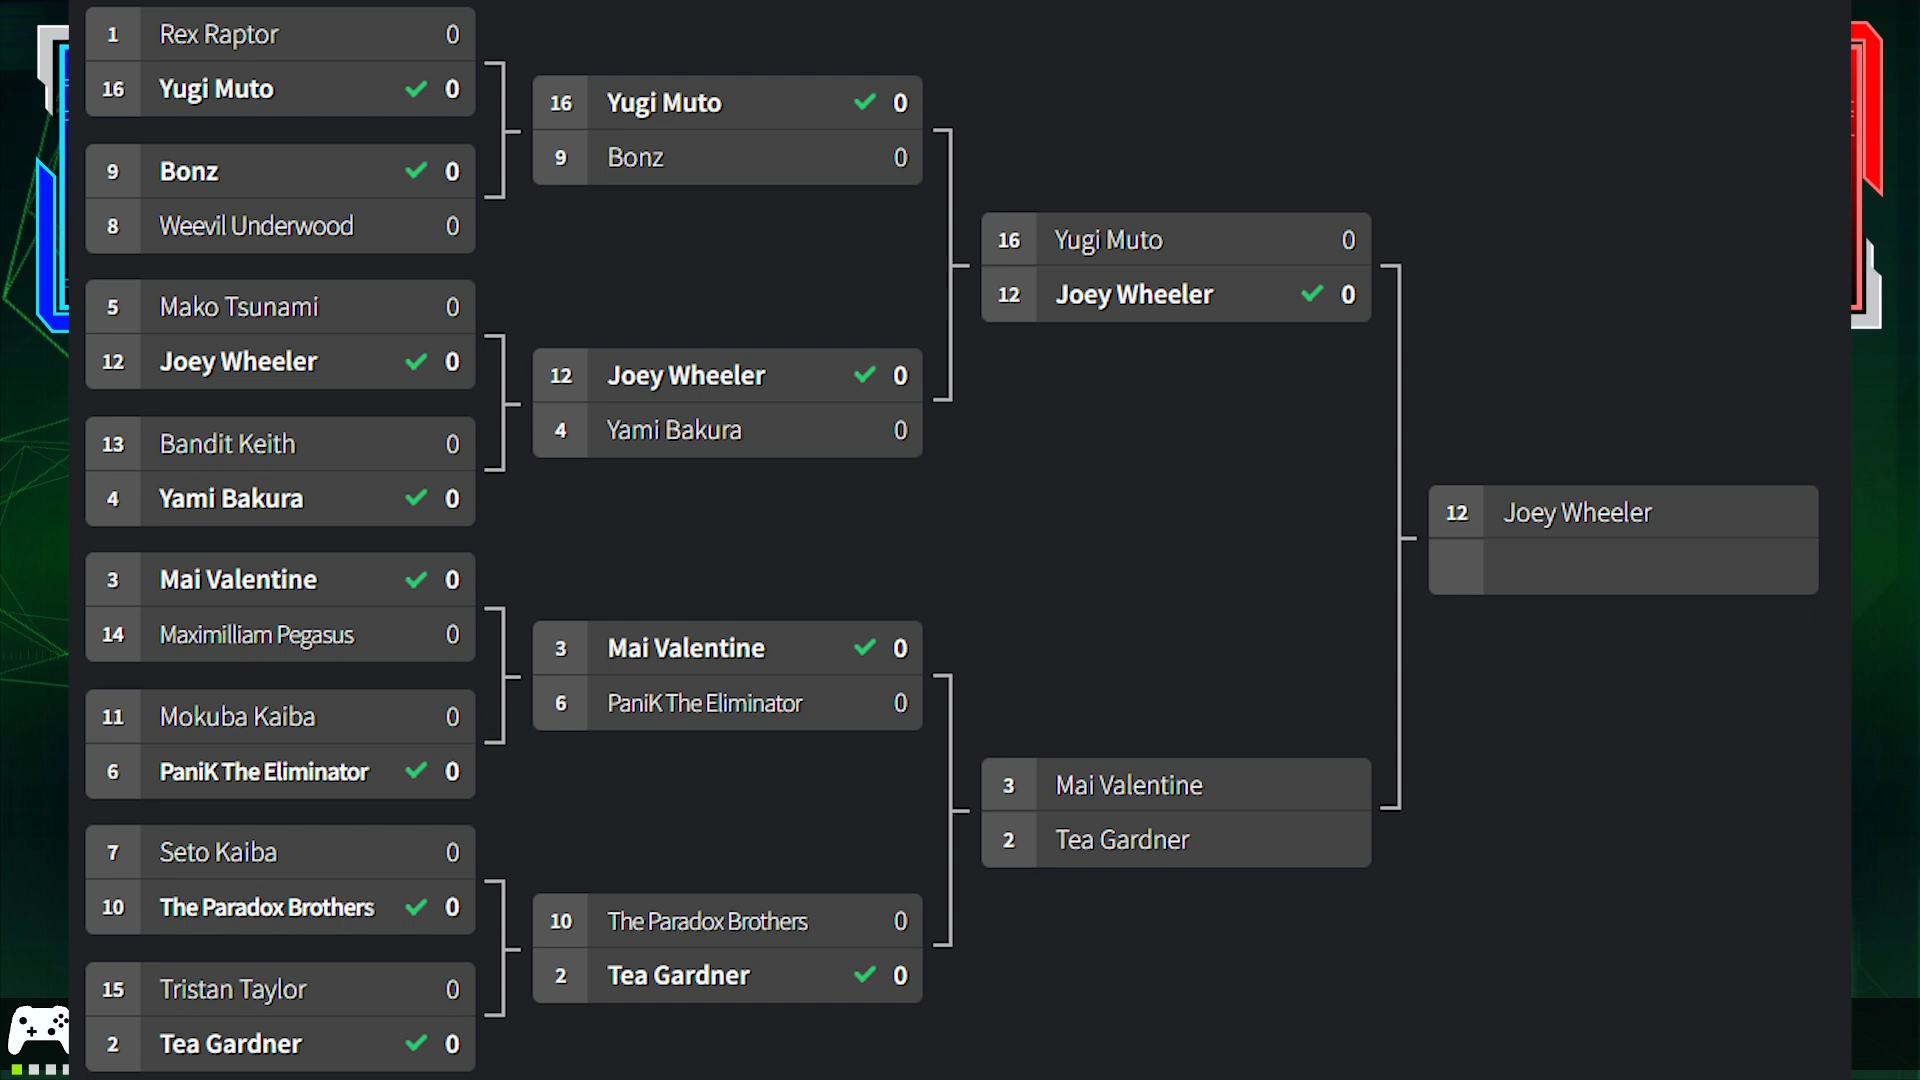 1 Rex Raptor 0
16 Yugi Muto 0
9 Bonz 0
8 Weevil Underwood 0
5 Mako Tsunami 0
12 Joey Wheeler 0
13 Bandit Keith 0
4 Yami Bakura 0
3 Mai Valentine 0
14 Maximilliam Pegasus 0
11 Mokuba Kaiba 0
6 PaniK The Eliminator 0
7 Seto Kaiba 0
10 The Paradox Brothers 0
15 Tristan Taylor 0
2 Tea Gardner 0
16 Yugi Muto 0
9 Bonz 0
12 Joey Wheeler 0
4 Yami Bakura 0
3 Mai Valentine 0
6 PaniK The Eliminator 0
10 The Paradox Brothers 0
2 Tea Gardner 0
16 Yugi Muto 0
12 Joey Wheeler 0
3 Mai Valentine
2 Tea Gardner
12 Joey Wheeler